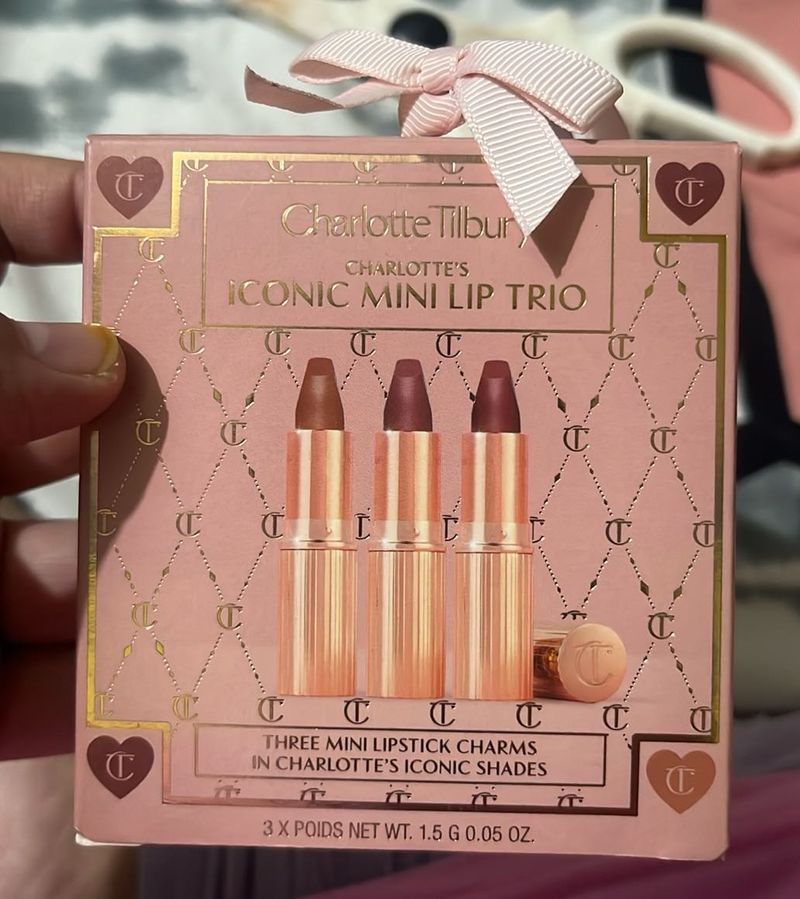 Charlotte Tilbury
CHARLOTTE'S
ICONIC MINI LIP TRIO
THREE MINI LIPSTICK CHARMS
IN CHARLOTTE'S ICONIC SHADES
3 X POIDS NET WT. 1.5 G 0.05 OZ.